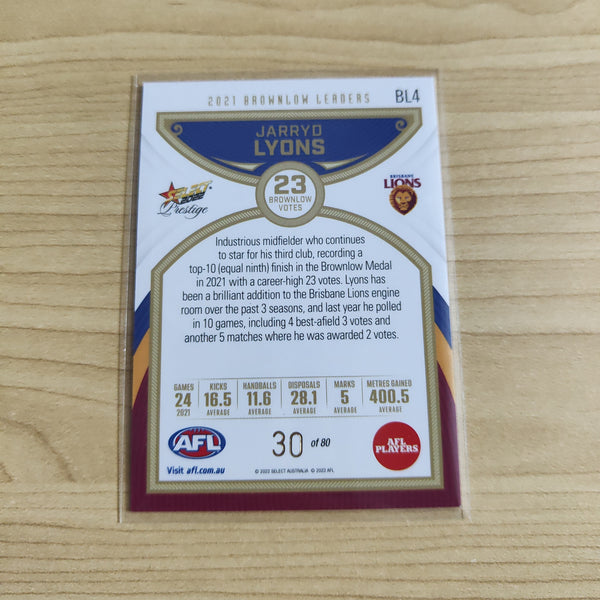 2021 BROWNLOW LEADERS BL4
JARRYD
LYONS
23
BROWNLOW
VOTES
SELECT
2022
Prestige
BRISBANE
LIONS
Industrious midfielder who continues
to star for his third club, recording a
top-10 (equal ninth) finish in the Brownlow Medal
in 2021 with a career-high 23 votes. Lyons has
been a brilliant addition to the Brisbane Lions engine
room over the past 3 seasons, and last year he polled
in 10 games, including 4 best-afield 3 votes and
another 5 matches where he was awarded 2 votes.
GAMES KICKS HANDBALLS DISPOSALS MARKS METRES GAINED
24 16.5 11.6 28.1 5 400.5
2021 AVERAGE AVERAGE AVERAGE AVERAGE AVERAGE
AFL
Visit afl.com.au
30 of 80
AFL
PLAYERS
© 2022 SELECT AUSTRALIA © 2022 AFL